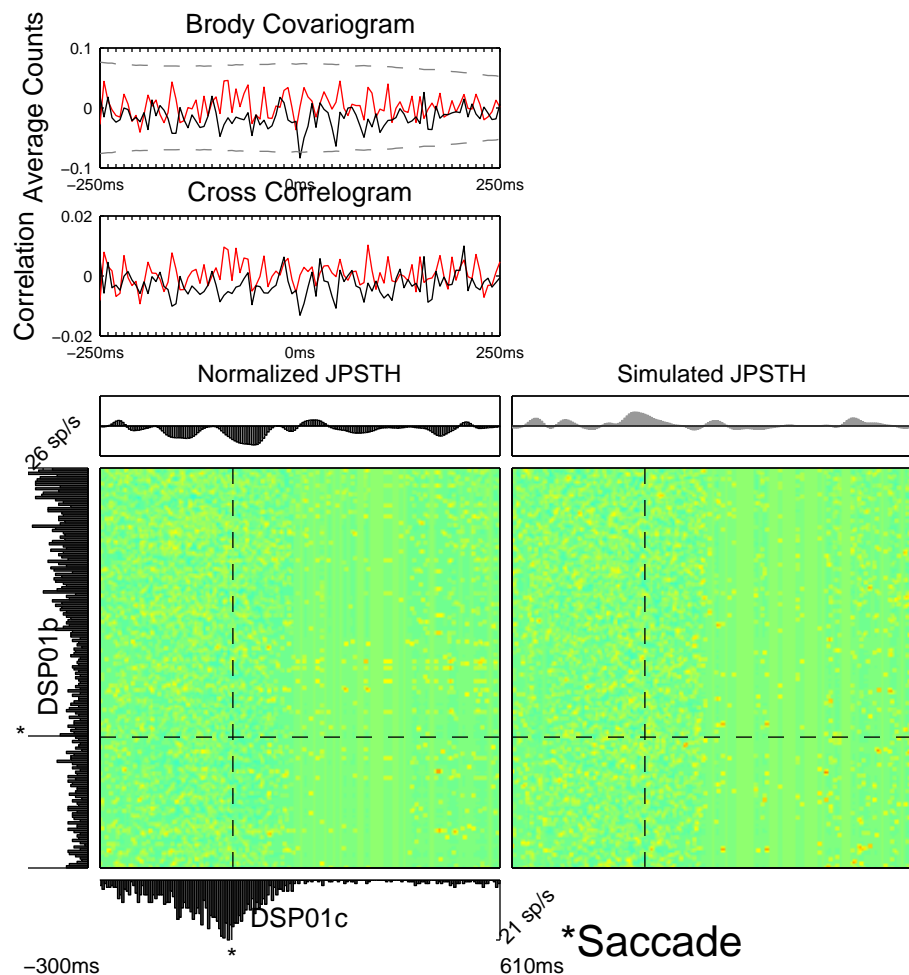 Brody Covariogram
Average Counts
0.1
0
−0.1
−250ms 0ms 250ms
Cross Correlogram
Correlation
0.02
0
−0.02
−250ms 0ms 250ms
Normalized JPSTH
Simulated JPSTH
26 sp/s
DSP01b
*
DSP01c
*
21 sp/s
*Saccade
−300ms
610ms